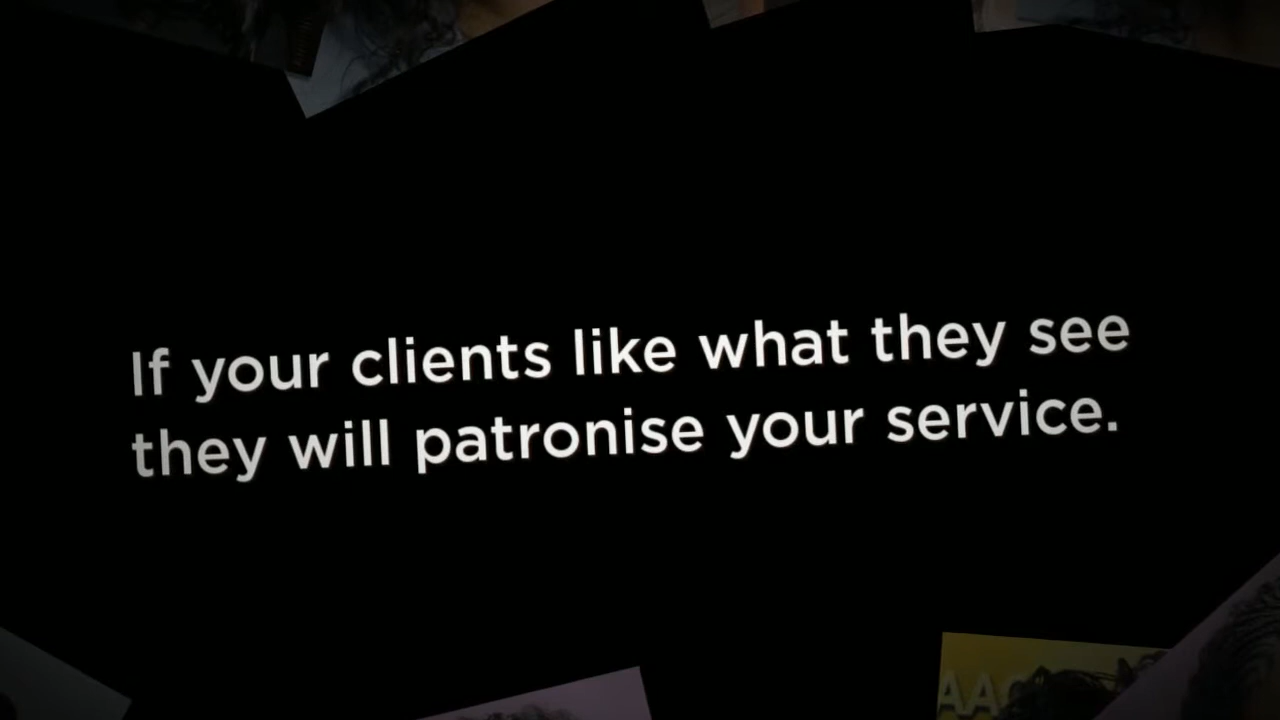 If your clients like what they see
they will patronise your service.